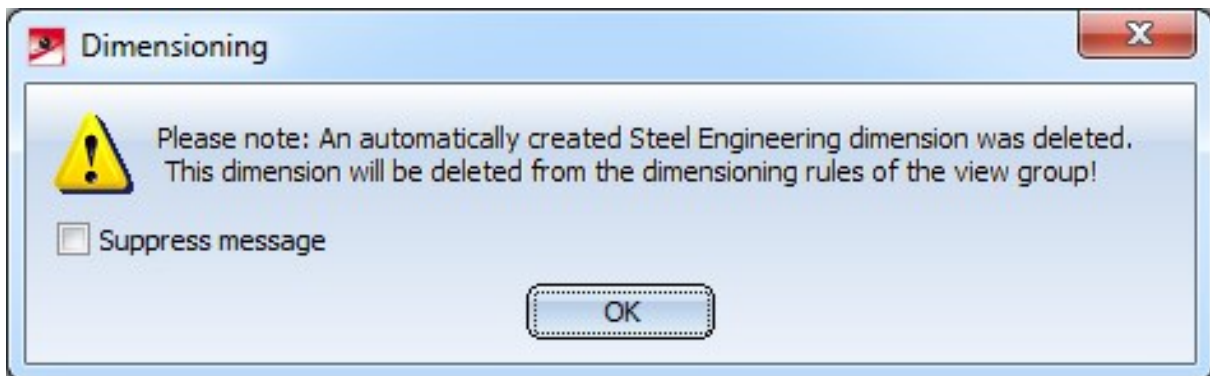 Dimensioning
Please note: An automatically created Steel Engineering dimension was deleted.
This dimension will be deleted from the dimensioning rules of the view group!
Suppress message
OK